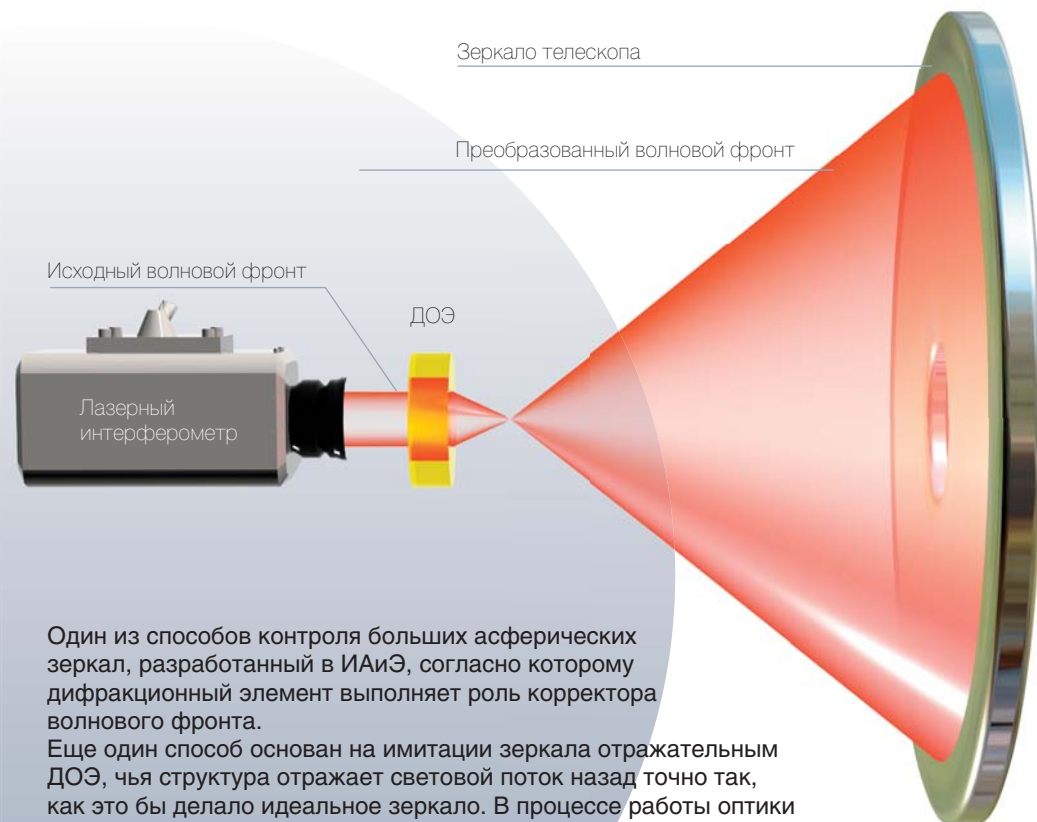 Зеркало телескопа
Преобразованный волновой фронт
Исходный волновой фронт
ДОЭ
Лазерный
интерферометр
Один из способов контроля больших асферических
зеркал, разработанный в ИАиЭ, согласно которому
дифракционный элемент выполняет роль корректора
волнового фронта.
Еще один способ основан на имитации зеркала отражательным
ДОЭ, чья структура отражает световой поток назад точно так,
как это бы делало идеальное зеркало. В процессе работы оптики